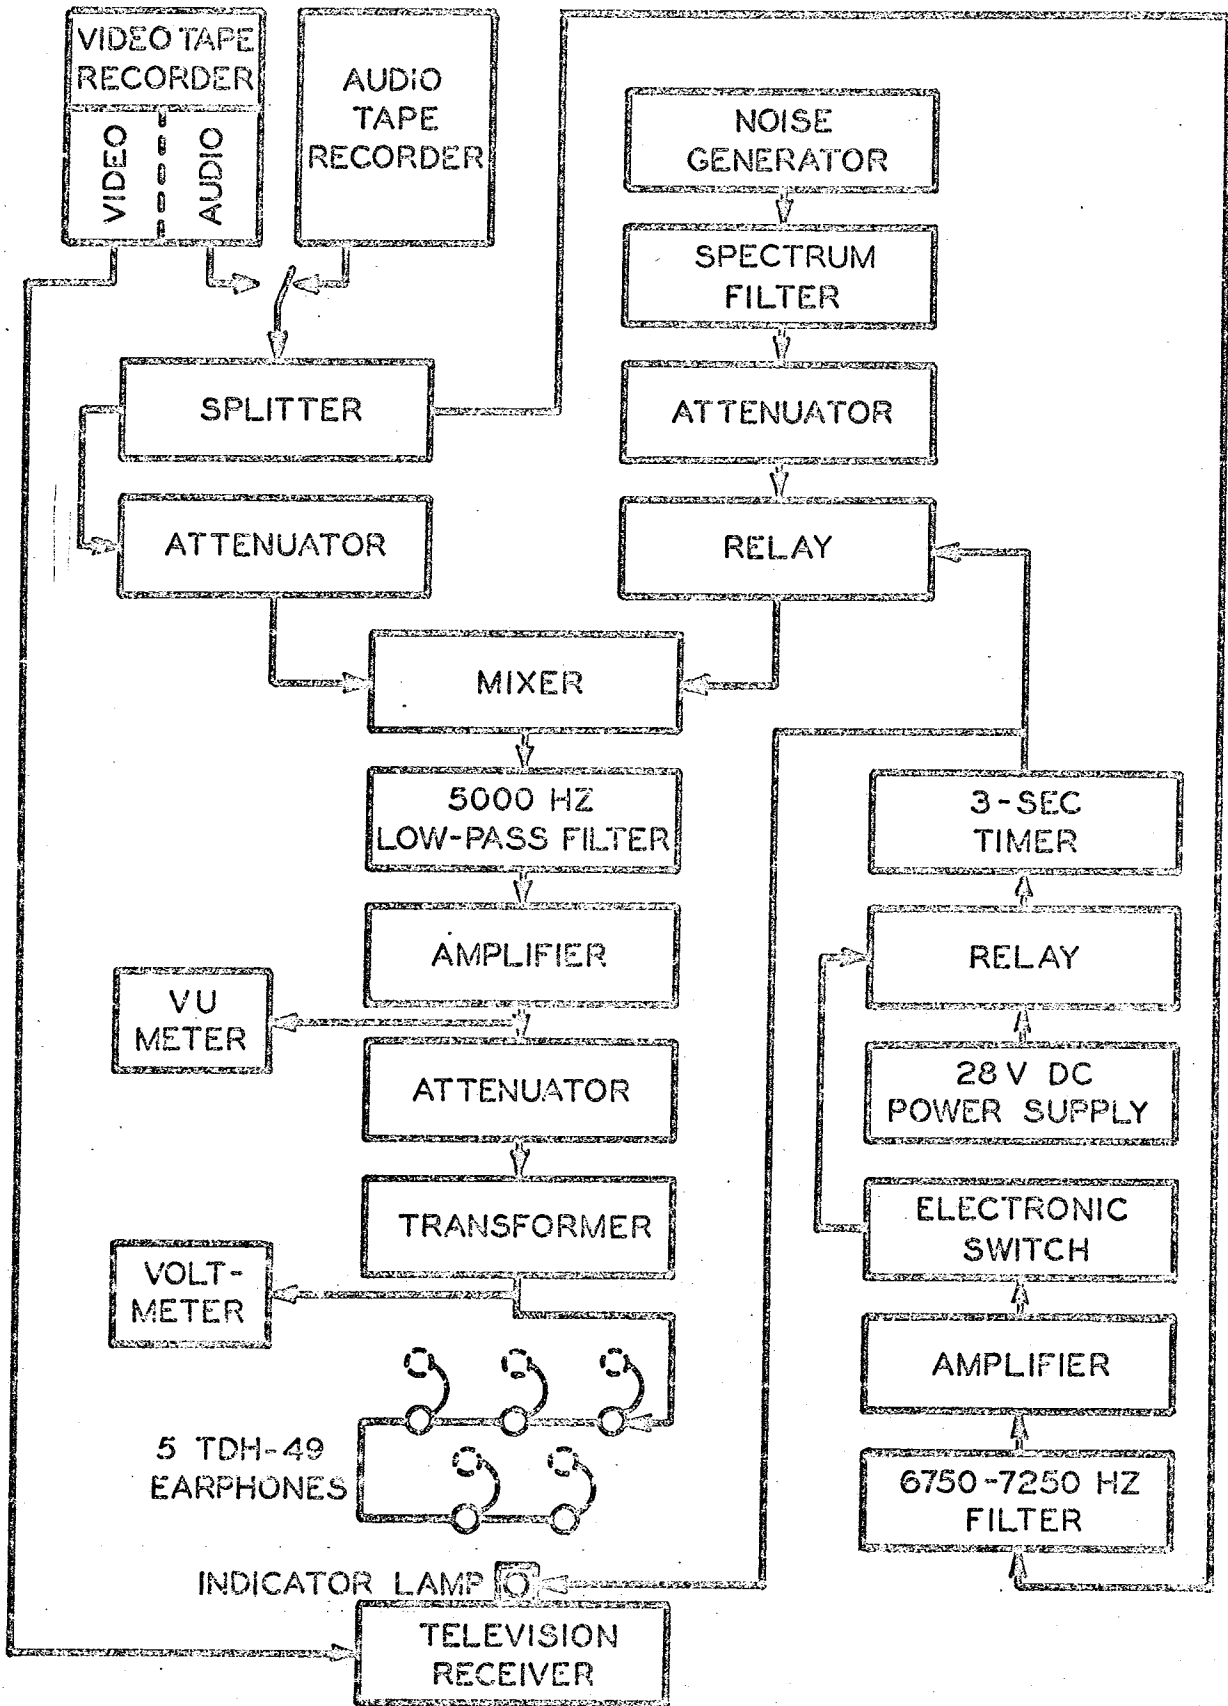 VIDEO TAPE
RECORDER
VIDEO
AUDIO
AUDIO
TAPE
RECORDER
NOISE
GENERATOR
SPECTRUM
FILTER
SPLITTER
ATTENUATOR
ATTENUATOR
RELAY
MIXER
5000 HZ
LOW-PASS FILTER
3-SEC
TIMER
AMPLIFIER
RELAY
VU
METER
ATTENUATOR
28 V DC
POWER SUPPLY
TRANSFORMER
ELECTRONIC
SWITCH
VOLT-
METER
AMPLIFIER
5 TDH-49
EARPHONES
6750-7250 HZ
FILTER
INDICATOR LAMP
TELEVISION
RECEIVER